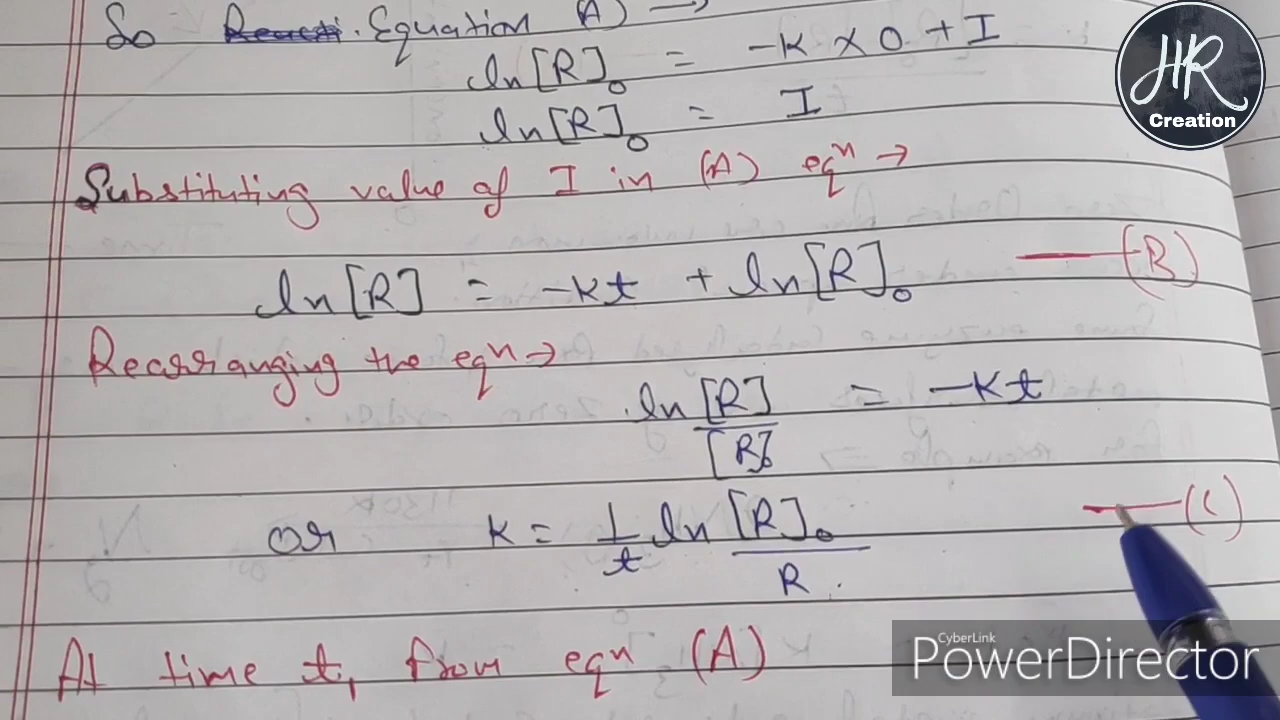 So Equation A) →
ln[R]₀ = -K × 0 + I
ln[R]₀ = I
HR
Creation
Substituting value of I in (A) eqⁿ →
ln[R] = -kt + ln[R]₀ —(B)
Rearranging the eqⁿ →
ln [R]/[R]₀ = -Kt
or K = 1/t ln [R]₀/R. —(C)
At time t, from eqn (A)
CyberLink
PowerDirector